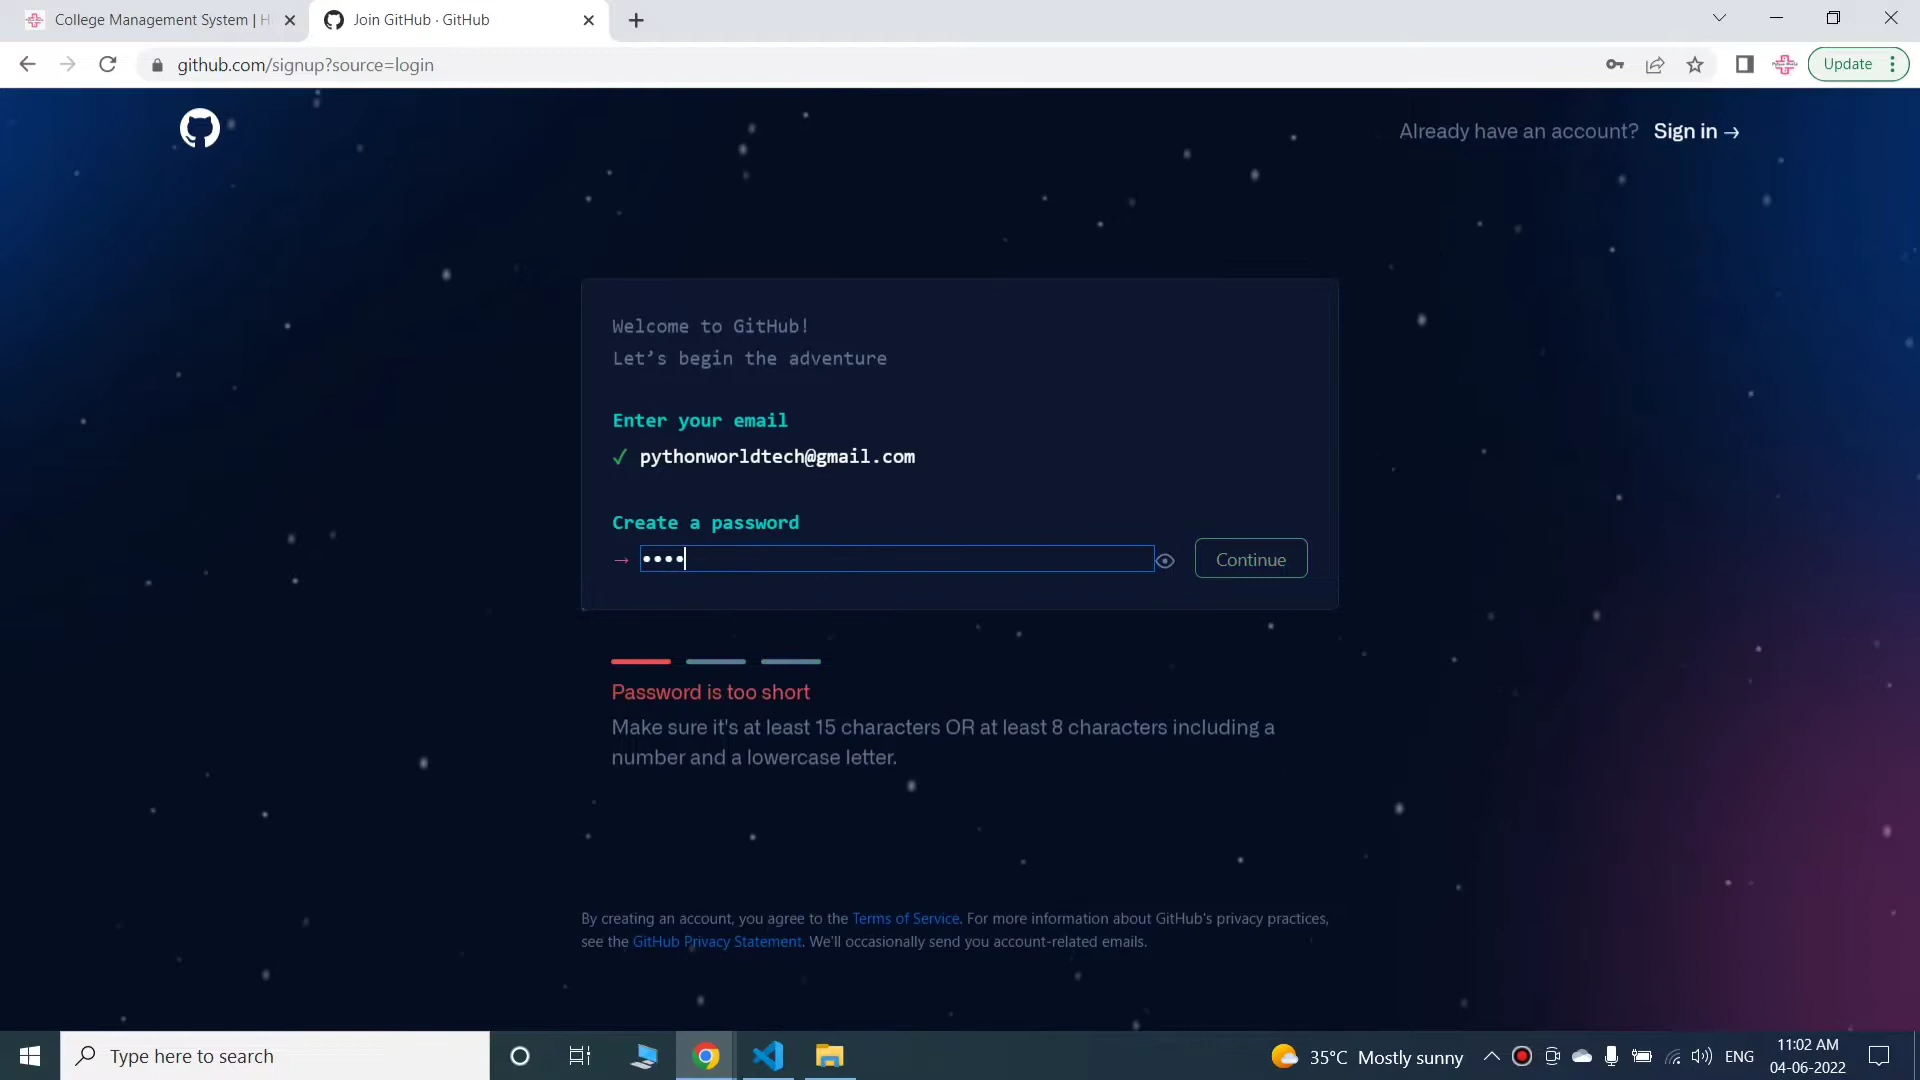 College Management System | H
Join GitHub · GitHub
github.com/signup?source=login
Update
Already have an account? Sign in →
Welcome to GitHub!
Let’s begin the adventure
Enter your email
✓ pythonworldtech@gmail.com
Create a password
→ ••••
Continue
Password is too short
Make sure it's at least 15 characters OR at least 8 characters including a
number and a lowercase letter.
By creating an account, you agree to the Terms of Service. For more information about GitHub's privacy practices,
see the GitHub Privacy Statement. We'll occasionally send you account-related emails.
Type here to search
35°C Mostly sunny
ENG
11:02 AM
04-06-2022